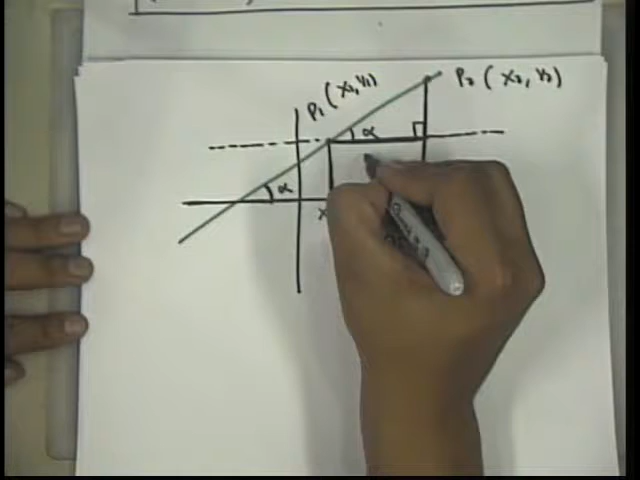 P₁ (X₁, Y₁)
P₂ (X₂, Y₂)
α
α
X